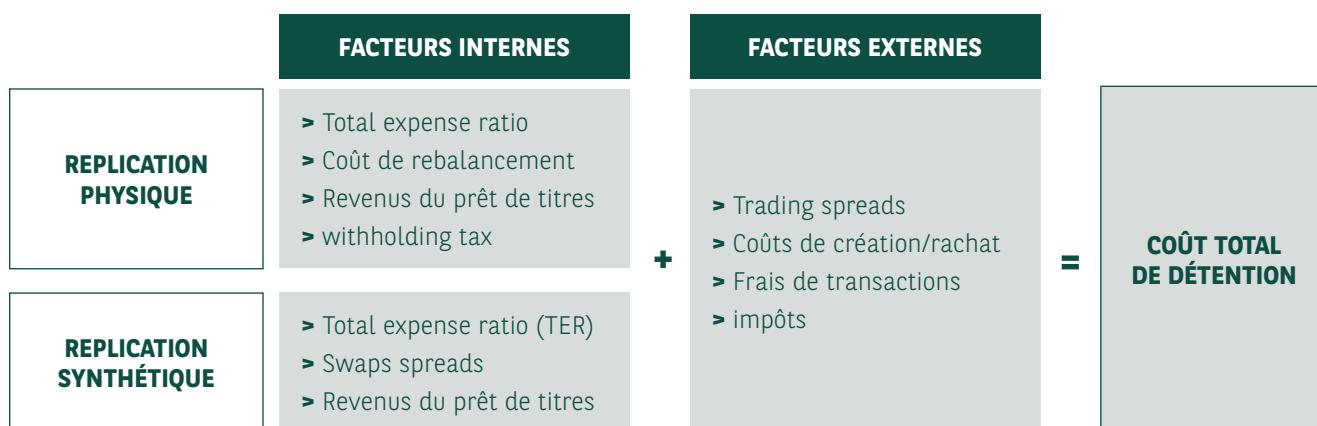 FACTEURS INTERNES
FACTEURS EXTERNES
REPLICATION
PHYSIQUE
> Total expense ratio
> Coût de rebalancement
> Revenus du prêt de titres
> withholding tax
REPLICATION
SYNTHÉTIQUE
> Total expense ratio (TER)
> Swaps spreads
> Revenus du prêt de titres
+
> Trading spreads
> Coûts de création/rachat
> Frais de transactions
> impôts
=
COÛT TOTAL
DE DÉTENTION